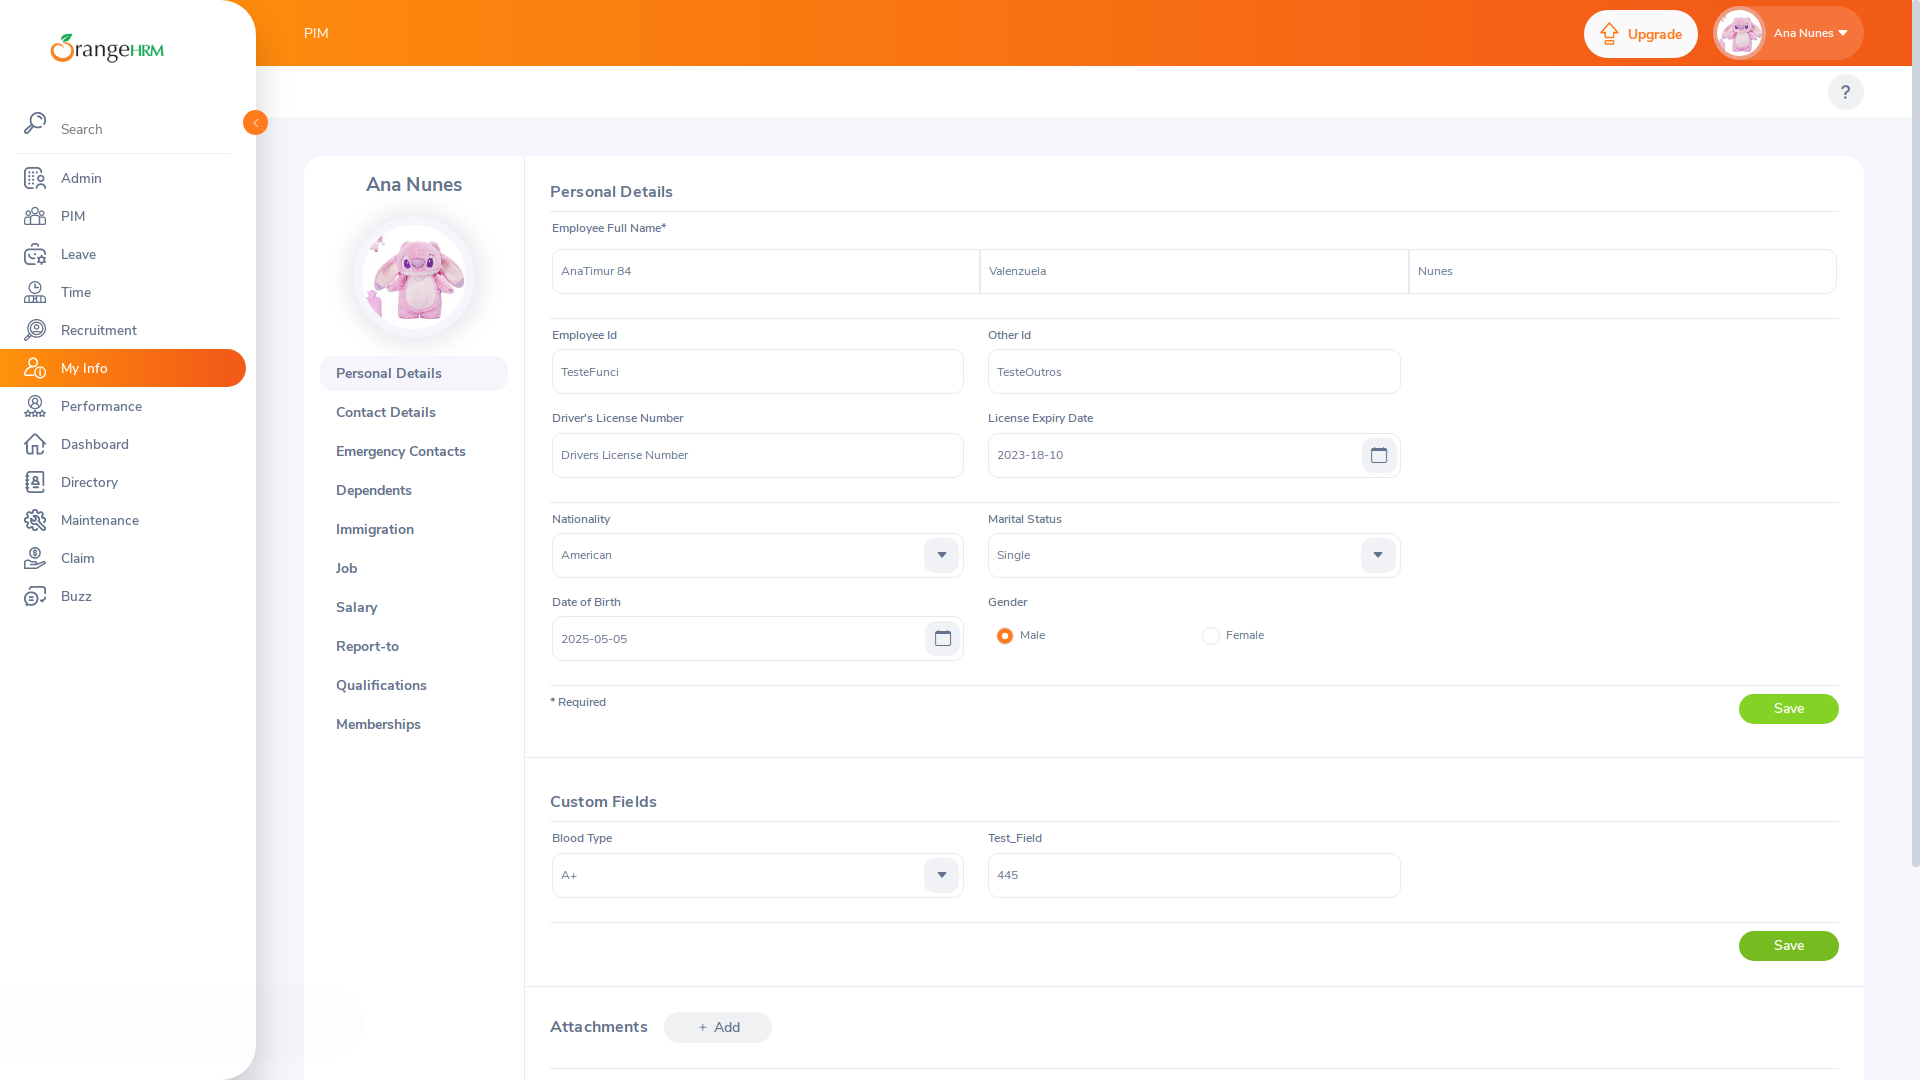 OrangeHRM
PIM
Upgrade
Ana Nunes
?
Search
Admin
PIM
Leave
Time
Recruitment
My Info
Performance
Dashboard
Directory
Maintenance
Claim
Buzz
Ana Nunes
Personal Details
Contact Details
Emergency Contacts
Dependents
Immigration
Job
Salary
Report-to
Qualifications
Memberships
Personal Details
Employee Full Name*
AnaTimur 84 Valenzuela Nunes
Employee Id Other Id
TesteFunci TesteOutros
Driver's License Number License Expiry Date
Drivers License Number 2023-18-10
Nationality Marital Status
American Single
Date of Birth Gender
2025-05-05 Male Female
* Required Save
Custom Fields
Blood Type Test_Field
A+ 445
Save
Attachments + Add